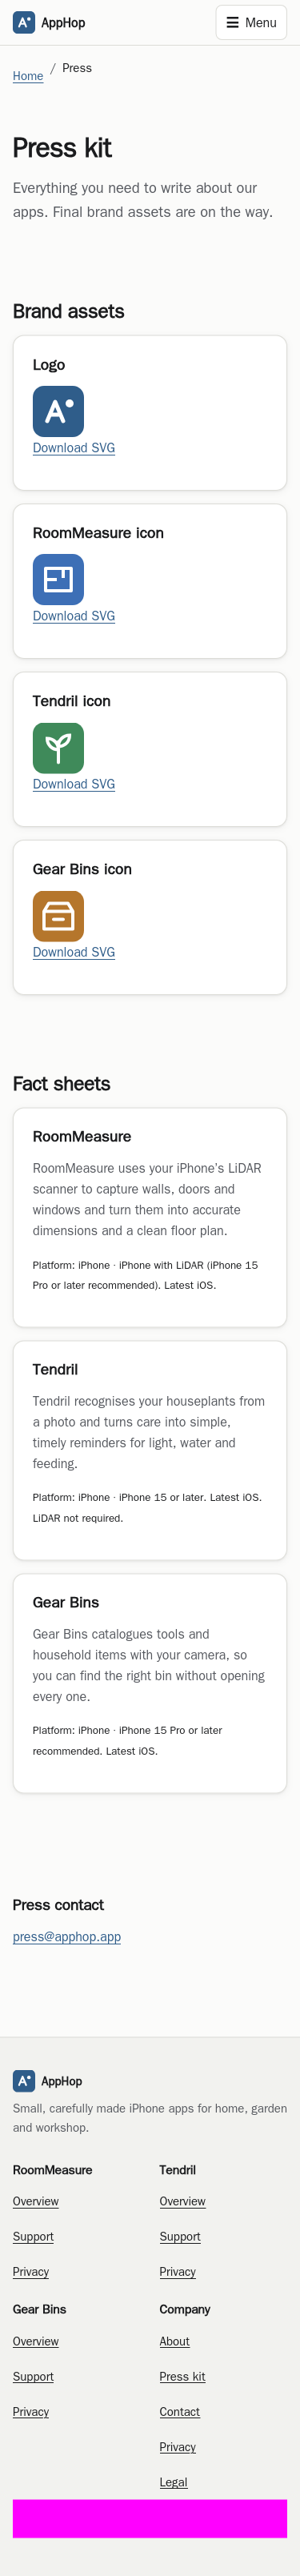 AppHop
☰ Menu
Home / Press
Press kit
Everything you need to write about our
apps. Final brand assets are on the way.
Brand assets
Logo
Download SVG
RoomMeasure icon
Download SVG
Tendril icon
Download SVG
Gear Bins icon
Download SVG
Fact sheets
RoomMeasure
RoomMeasure uses your iPhone's LiDAR
scanner to capture walls, doors and
windows and turn them into accurate
dimensions and a clean floor plan.
Platform: iPhone · iPhone with LiDAR (iPhone 15
Pro or later recommended). Latest iOS.
Tendril
Tendril recognises your houseplants from
a photo and turns care into simple,
timely reminders for light, water and
feeding.
Platform: iPhone · iPhone 15 or later. Latest iOS.
LiDAR not required.
Gear Bins
Gear Bins catalogues tools and
household items with your camera, so
you can find the right bin without opening
every one.
Platform: iPhone · iPhone 15 Pro or later
recommended. Latest iOS.
Press contact
press@apphop.app
AppHop
Small, carefully made iPhone apps for home, garden
and workshop.
RoomMeasure
Overview
Support
Privacy
Tendril
Overview
Support
Privacy
Gear Bins
Overview
Support
Privacy
Company
About
Press kit
Contact
Privacy
Legal